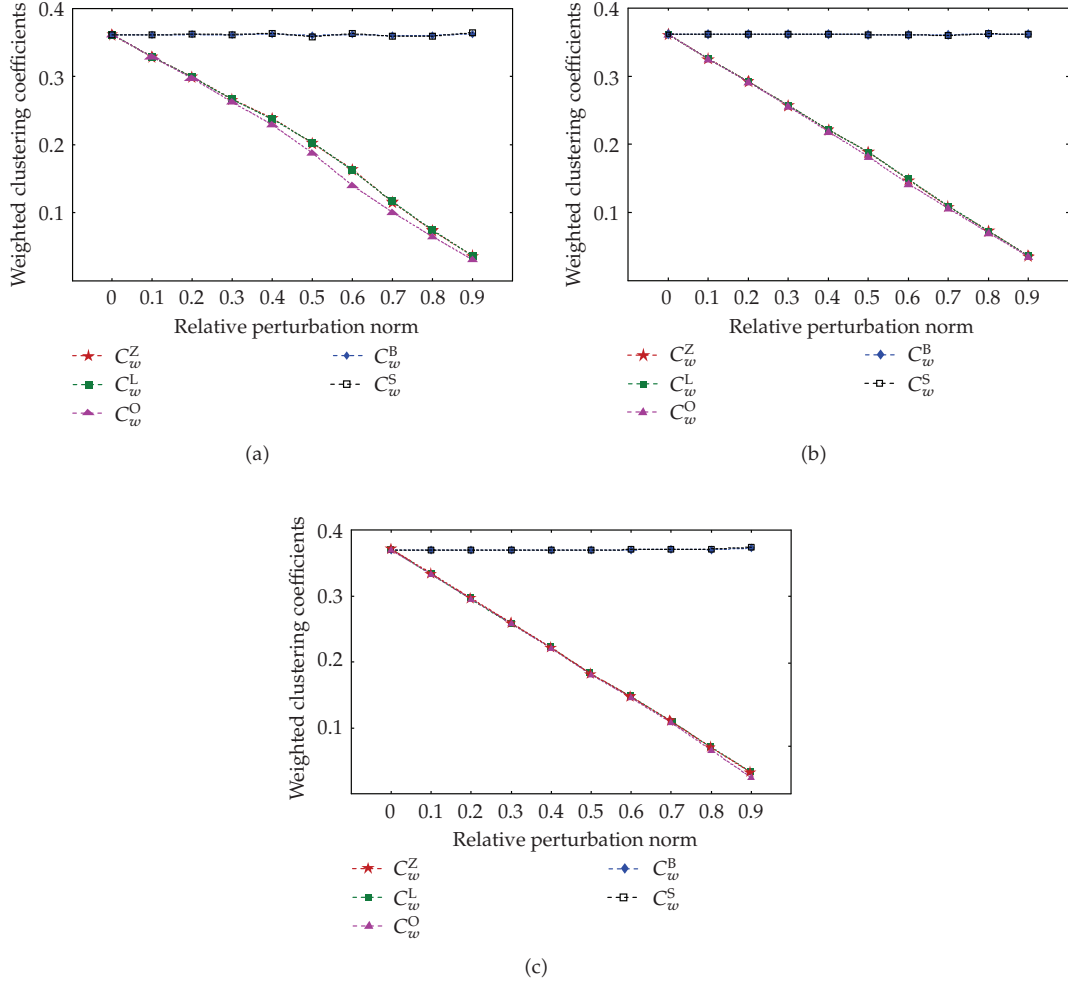 Weighted clustering coefficients
0.4
0.3
0.2
0.1
0 0.1 0.2 0.3 0.4 0.5 0.6 0.7 0.8 0.9
Relative perturbation norm
C_w^Z C_w^B
C_w^L C_w^S
C_w^O
(a)
Weighted clustering coefficients
0.4
0.3
0.2
0.1
0 0.1 0.2 0.3 0.4 0.5 0.6 0.7 0.8 0.9
Relative perturbation norm
C_w^Z C_w^B
C_w^L C_w^S
C_w^O
(b)
Weighted clustering coefficients
0.4
0.3
0.2
0.1
0 0.1 0.2 0.3 0.4 0.5 0.6 0.7 0.8 0.9
Relative perturbation norm
C_w^Z C_w^B
C_w^L C_w^S
C_w^O
(c)